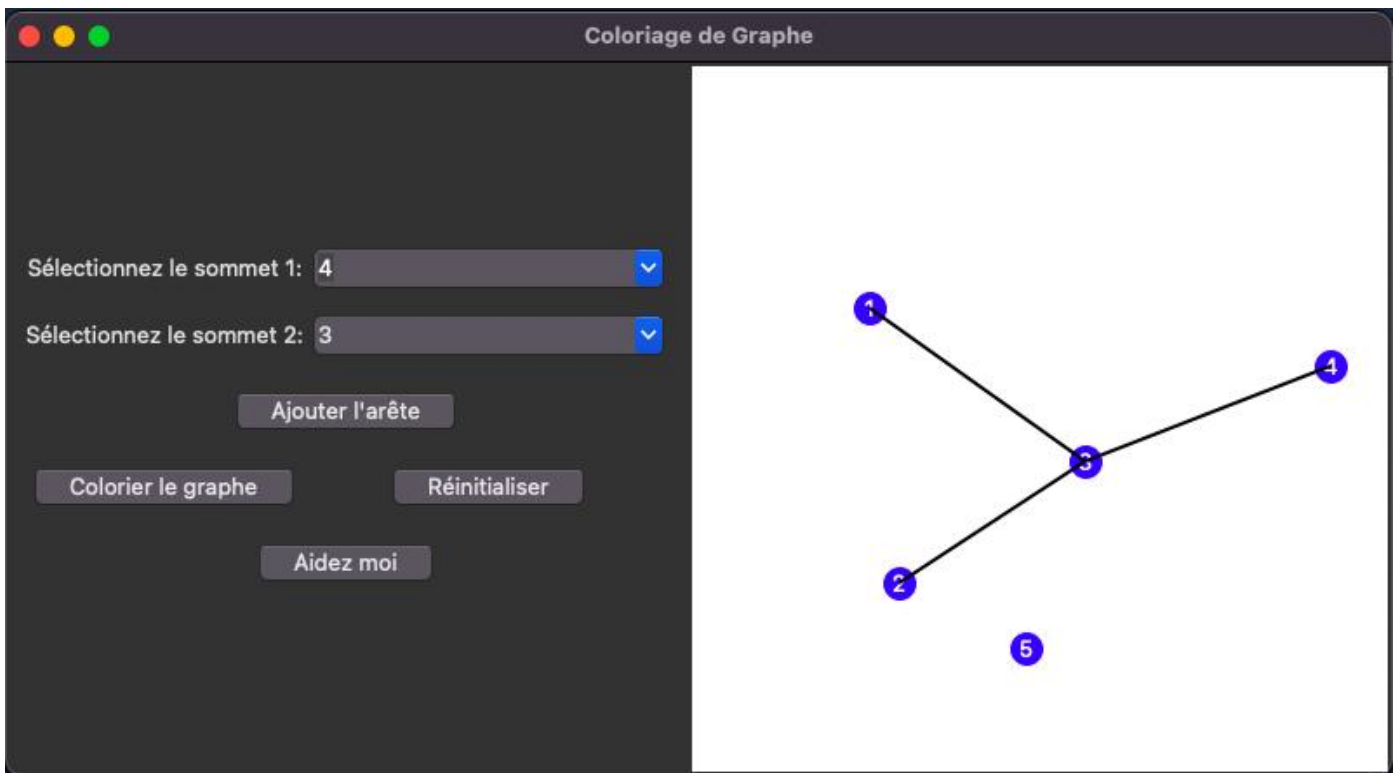 Coloriage de Graphe
Sélectionnez le sommet 1: 4
Sélectionnez le sommet 2: 3
Ajouter l'arête
Colorier le graphe Réinitialiser
Aidez moi
1
4
3
2
5